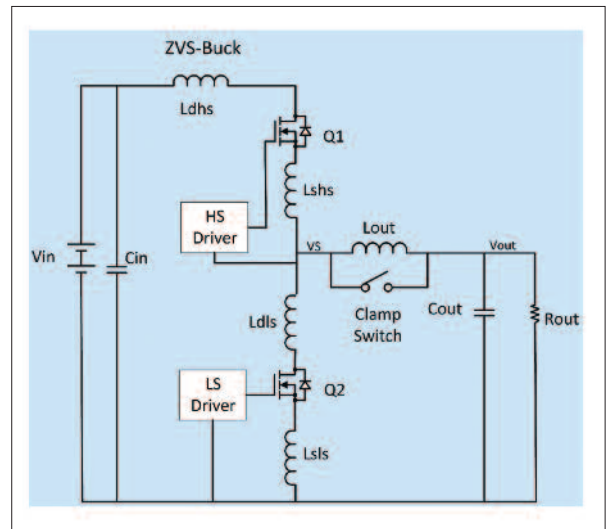 ZVS-Buck
Ldhs
Q1
Lshs
HS
Driver
Lout
VS
Vout
Vin
Cin
Clamp
Switch
Cout
Rout
Ldls
Q2
LS
Driver
Lsls